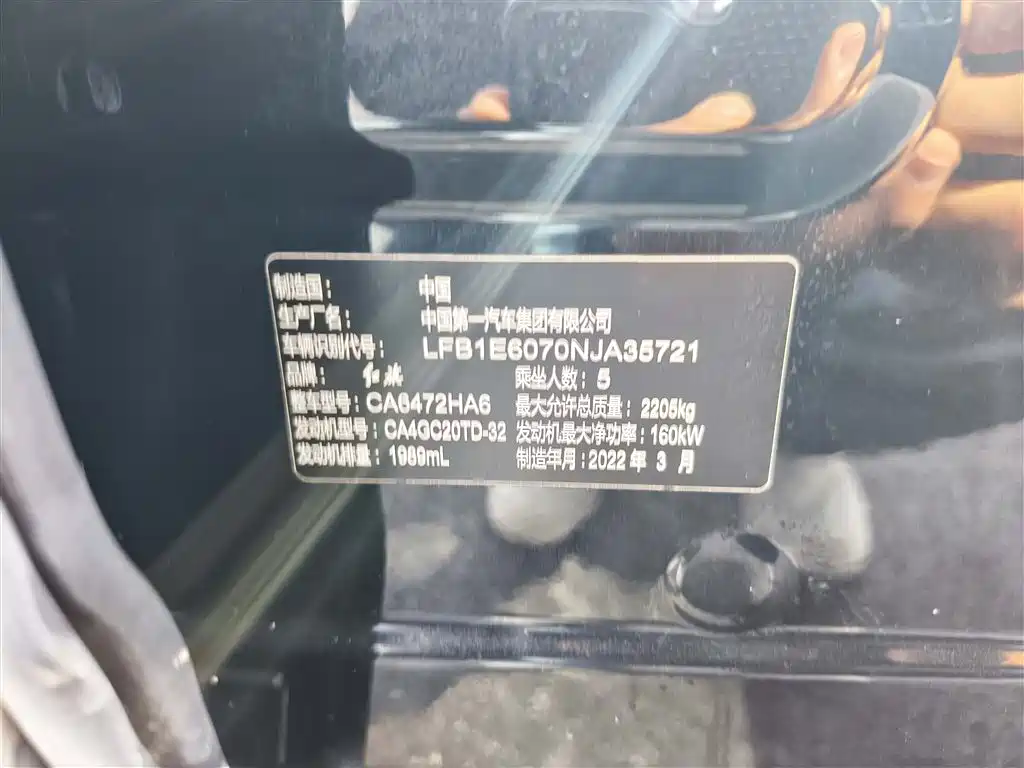 制造国： 中国
生产厂名： 中国第一汽车集团有限公司
车辆识别代号： LFB1E6070NJA35721
品牌： 红旗 乘坐人数： 5
整车型号： CA6472HA6 最大允许总质量： 2205kg
发动机型号： CA4GC20TD-32 发动机最大净功率： 160kW
发动机排量： 1989mL 制造年月： 2022 年 3 月